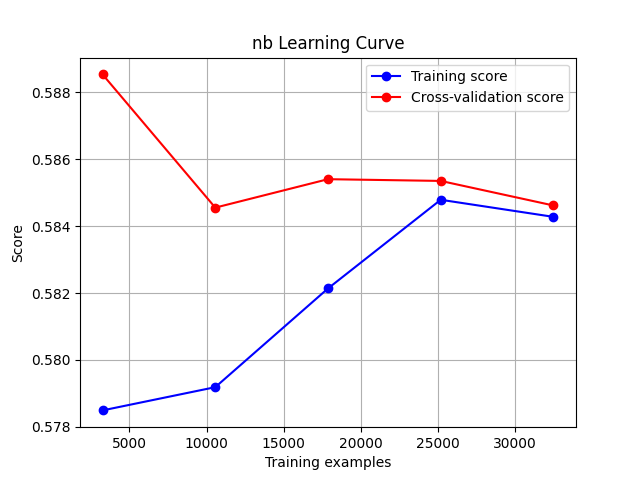 nb Learning Curve
Training score
Cross-validation score
0.588
0.586
0.584
0.582
0.580
0.578
Score
5000 10000 15000 20000 25000 30000
Training examples